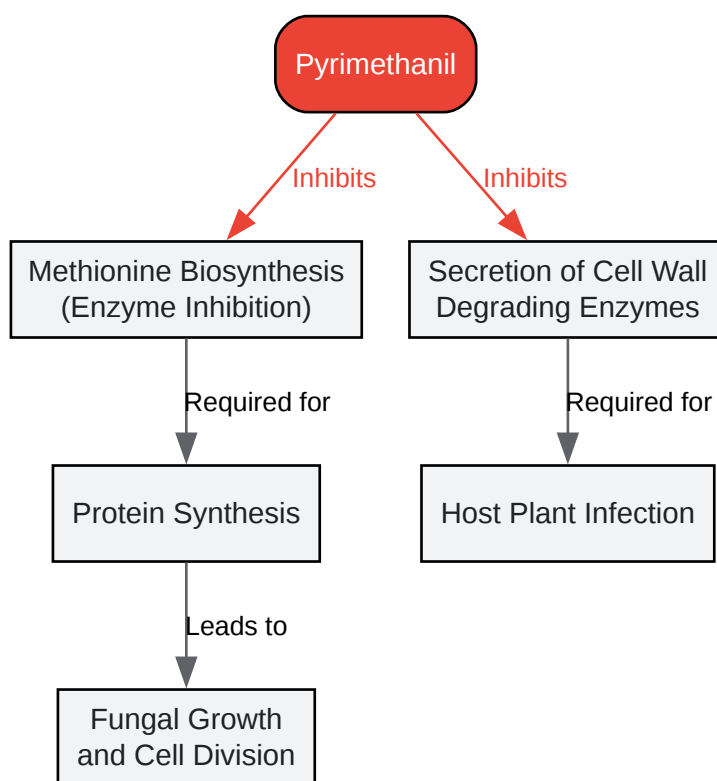 Pyrimethanil
Inhibits
Inhibits
Methionine Biosynthesis
(Enzyme Inhibition)
Secretion of Cell Wall
Degrading Enzymes
Required for
Required for
Protein Synthesis
Host Plant Infection
Leads to
Fungal Growth
and Cell Division